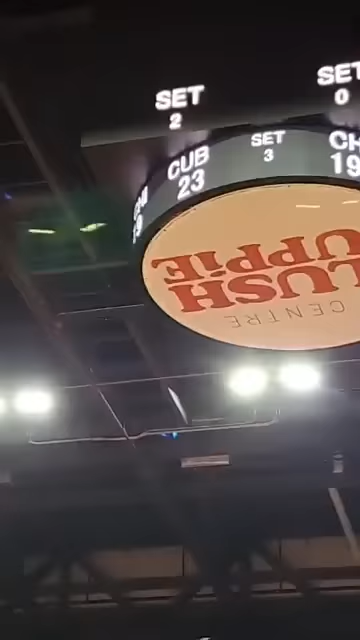 SET
2
SET
0
CUB
23
SET
3
CH
19
UPPiE
LUSH
CENTRE